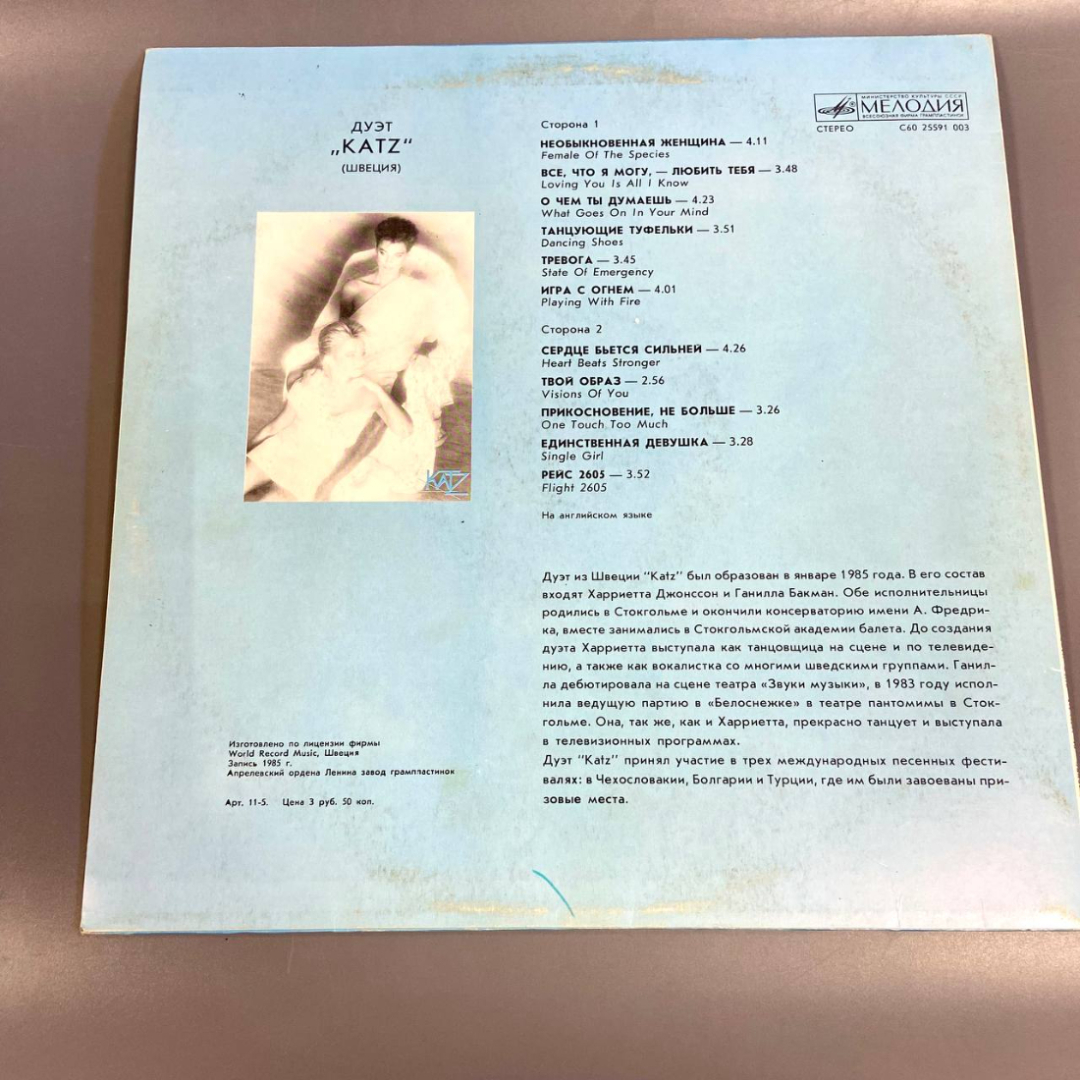 ДУЭТ
„KATZ“
(ШВЕЦИЯ)
KATZ
Изготовлено по лицензии фирмы
World Record Music, Швеция
Запись 1985 г.
Апрелевский ордена Ленина завод грампластинок
Арт. 11-5. Цена 3 руб. 50 коп.
МИНИСТЕРСТВО КУЛЬТУРЫ СССР
МЕЛОДИЯ
ВСЕСОЮЗНАЯ ФИРМА ГРАМПЛАСТИНОК
СТЕРЕО С60 25591 003
Сторона 1
НЕОБЫКНОВЕННАЯ ЖЕНЩИНА — 4.11
Female Of The Species
ВСЕ, ЧТО Я МОГУ, — ЛЮБИТЬ ТЕБЯ — 3.48
Loving You Is All I Know
О ЧЕМ ТЫ ДУМАЕШЬ — 4.23
What Goes On In Your Mind
ТАНЦУЮЩИЕ ТУФЕЛЬКИ — 3.51
Dancing Shoes
ТРЕВОГА — 3.45
State Of Emergency
ИГРА С ОГНЕМ — 4.01
Playing With Fire
Сторона 2
СЕРДЦЕ БЬЕТСЯ СИЛЬНЕЙ — 4.26
Heart Beats Stronger
ТВОЙ ОБРАЗ — 2.56
Visions Of You
ПРИКОСНОВЕНИЕ, НЕ БОЛЬШЕ — 3.26
One Touch Too Much
ЕДИНСТВЕННАЯ ДЕВУШКА — 3.28
Single Girl
РЕЙС 2605 — 3.52
Flight 2605
На английском языке
Дуэт из Швеции "Katz" был образован в январе 1985 года. В его состав
входят Харриетта Джонссон и Ганилла Бакман. Обе исполнительницы
родились в Стокгольме и окончили консерваторию имени А. Фредри-
ка, вместе занимались в Стокгольмской академии балета. До создания
дуэта Харриетта выступала как танцовщица на сцене и по телевиде-
нию, а также как вокалистка со многими шведскими группами. Ганил-
ла дебютировала на сцене театра «Звуки музыки», в 1983 году испол-
нила ведущую партию в «Белоснежке» в театре пантомимы в Сток-
гольме. Она, так же, как и Харриетта, прекрасно танцует и выступала
в телевизионных программах.
Дуэт "Katz" принял участие в трех международных песенных фести-
валях: в Чехословакии, Болгарии и Турции, где им были завоеваны при-
зовые места.